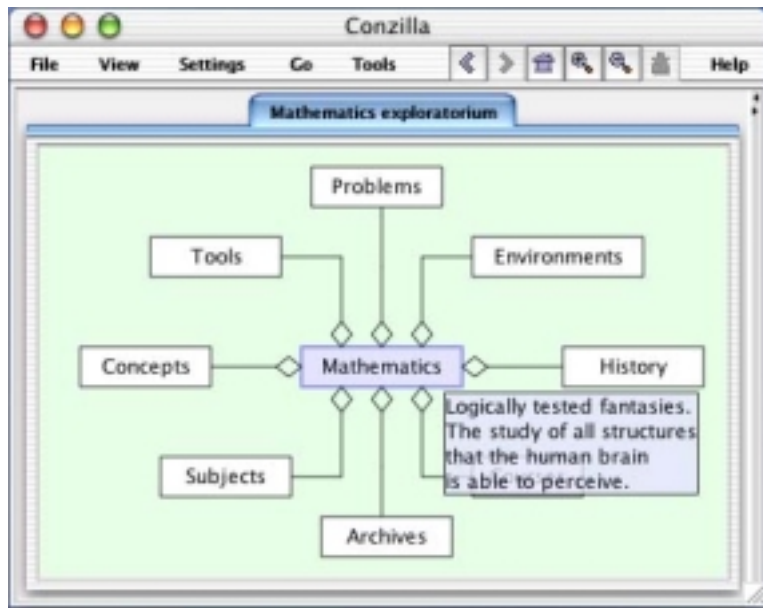 Conzilla
File View Settings Go Tools Help
Mathematics exploratorium
Problems
Tools
Environments
Concepts
Mathematics
History
Logically tested fantasies.
The study of all structures
that the human brain
is able to perceive.
Subjects
Archives